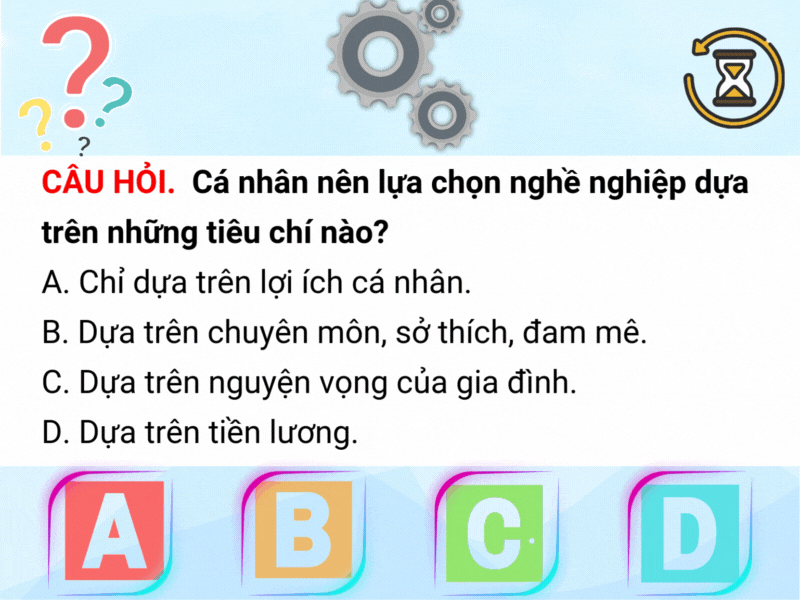 ? ? ? ?
CÂU HỎI. Cá nhân nên lựa chọn nghề nghiệp dựa
trên những tiêu chí nào?
A. Chỉ dựa trên lợi ích cá nhân.
B. Dựa trên chuyên môn, sở thích, đam mê.
C. Dựa trên nguyện vọng của gia đình.
D. Dựa trên tiền lương.
A B C D